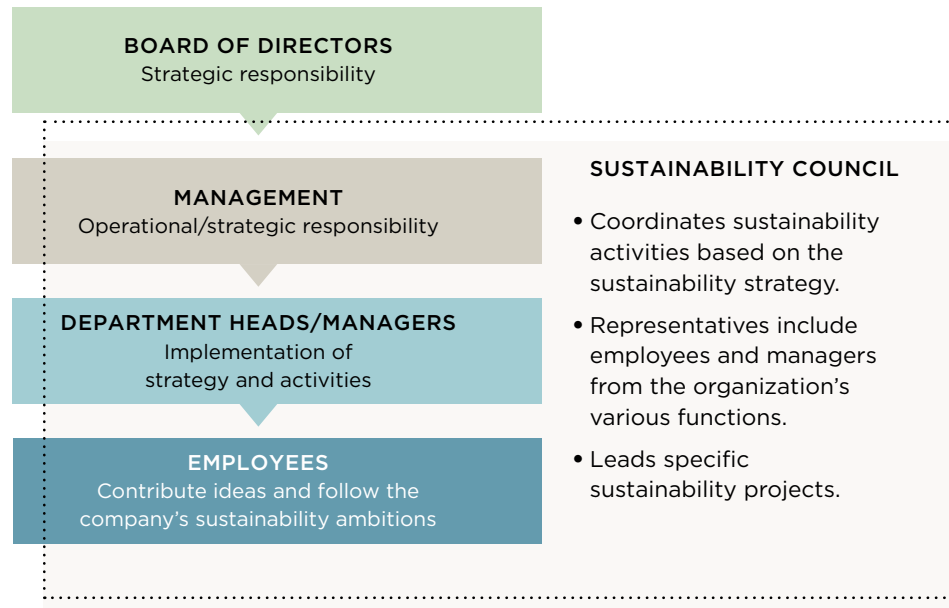 BOARD OF DIRECTORS
Strategic responsibility
MANAGEMENT
Operational/strategic responsibility
DEPARTMENT HEADS/MANAGERS
Implementation of
strategy and activities
EMPLOYEES
Contribute ideas and follow the
company’s sustainability ambitions
SUSTAINABILITY COUNCIL
• Coordinates sustainability
activities based on the
sustainability strategy.
• Representatives include
employees and managers
from the organization’s
various functions.
• Leads specific
sustainability projects.